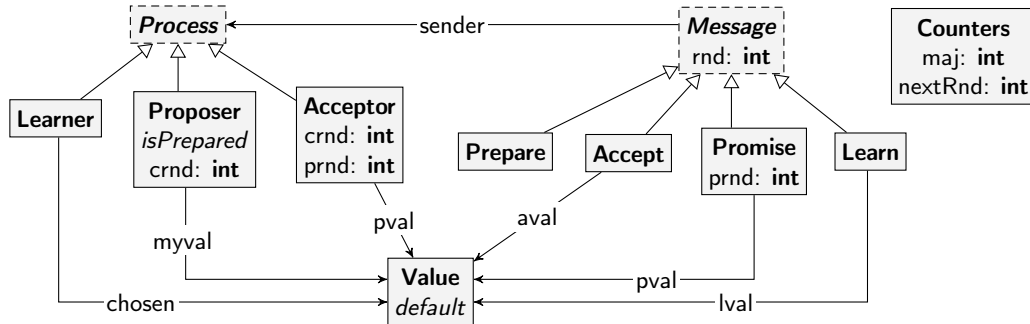 Process
sender
Message
rnd: int
Counters
maj: int
nextRnd: int
Learner
Proposer
isPrepared
crnd: int
Acceptor
crnd: int
prnd: int
Prepare
Accept
Promise
prnd: int
Learn
myval
pval
aval
Value
default
chosen
pval
lval